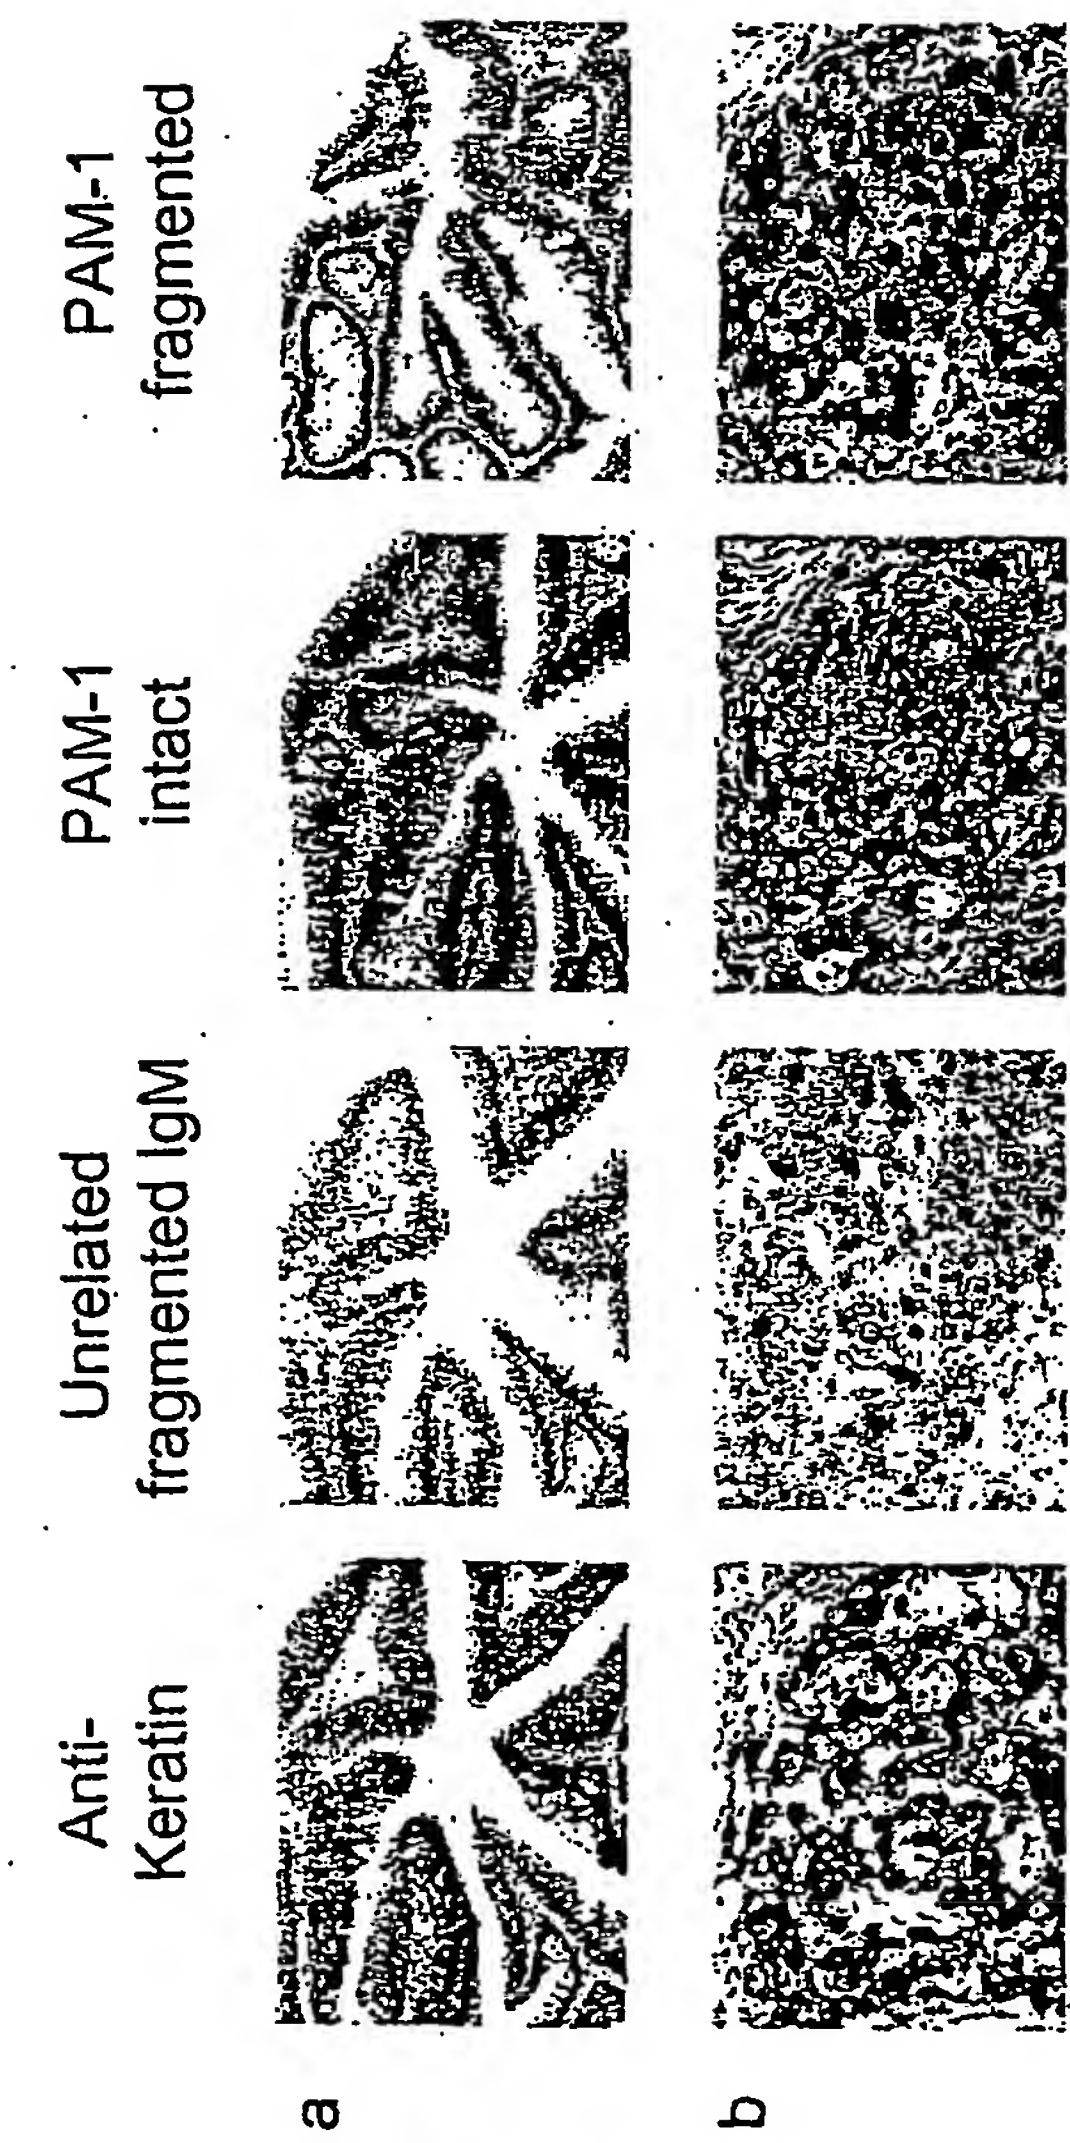 Anti-
Keratin
Unrelated
fragmented IgM
PAM-1
intact
PAM-1
fragmented
a
b